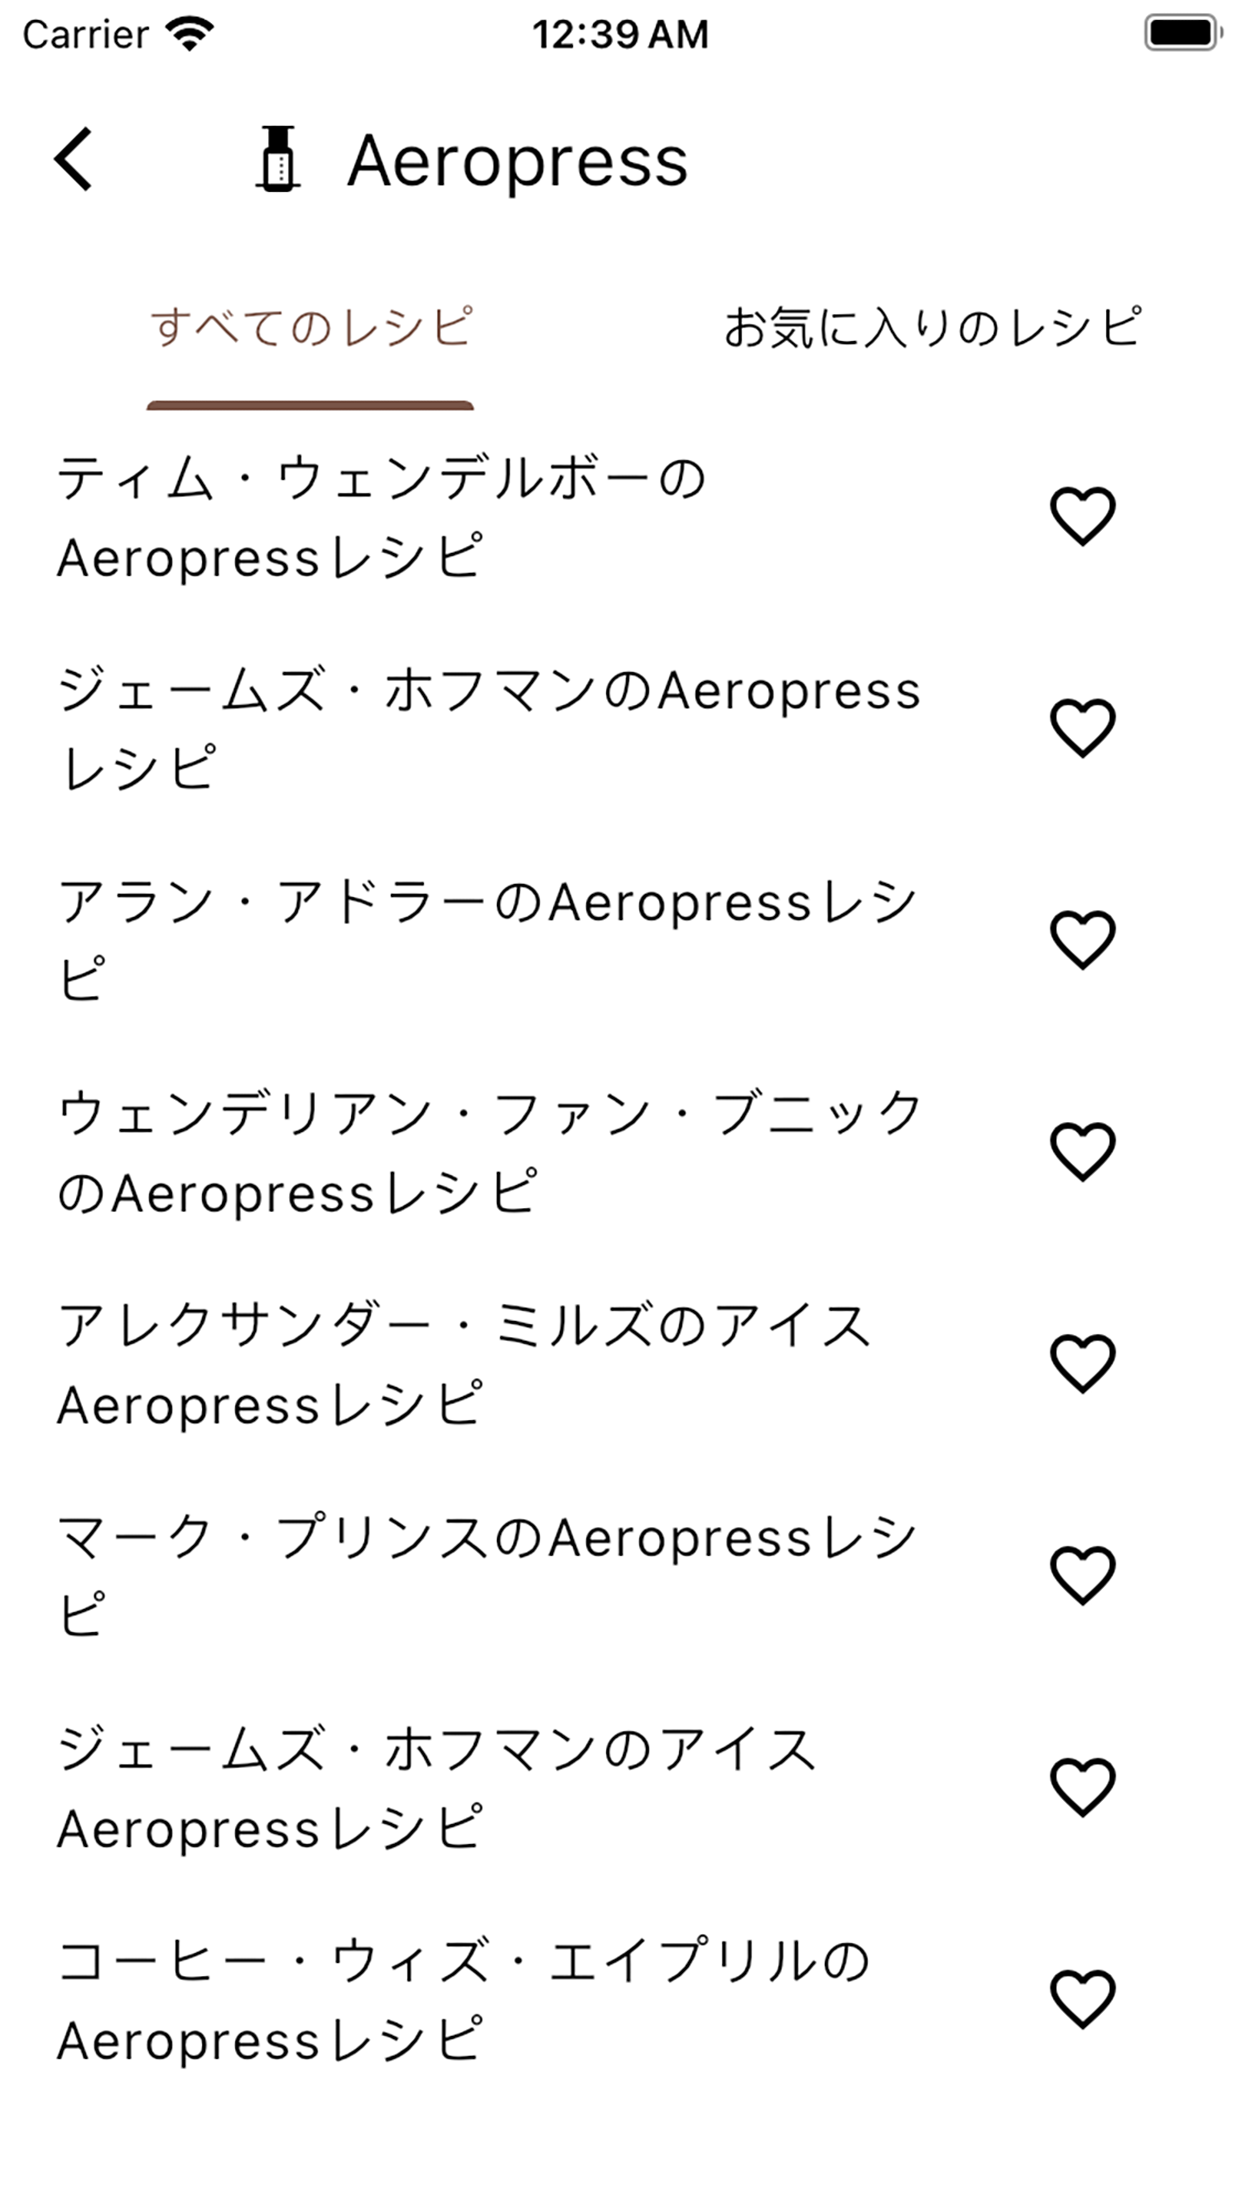 Carrier
12:39 AM
Aeropress
すべてのレシピ
お気に入りのレシピ
ティム・ウェンデルボーの
Aeropressレシピ
ジェームズ・ホフマンのAeropress
レシピ
アラン・アドラーのAeropressレシ
ピ
ウェンデリアン・ファン・ブニック
のAeropressレシピ
アレクサンダー・ミルズのアイス
Aeropressレシピ
マーク・プリンスのAeropressレシ
ピ
ジェームズ・ホフマンのアイス
Aeropressレシピ
コーヒー・ウィズ・エイプリルの
Aeropressレシピ